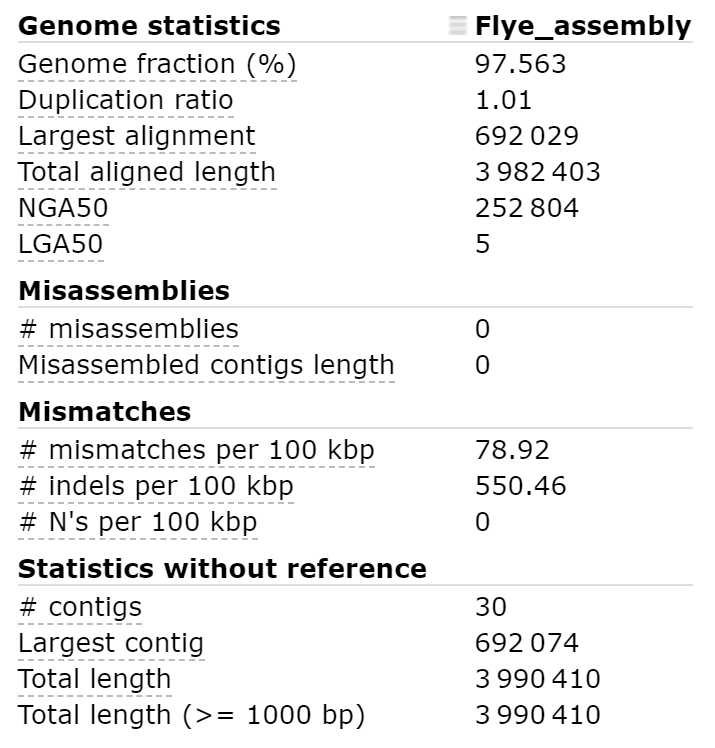 Genome statistics Flye_assembly
Genome fraction (%) 97.563
Duplication ratio 1.01
Largest alignment 692 029
Total aligned length 3 982 403
NGA50 252 804
LGA50 5
Misassemblies
# misassemblies 0
Misassembled contigs length 0
Mismatches
# mismatches per 100 kbp 78.92
# indels per 100 kbp 550.46
# N's per 100 kbp 0
Statistics without reference
# contigs 30
Largest contig 692 074
Total length 3 990 410
Total length (>= 1000 bp) 3 990 410